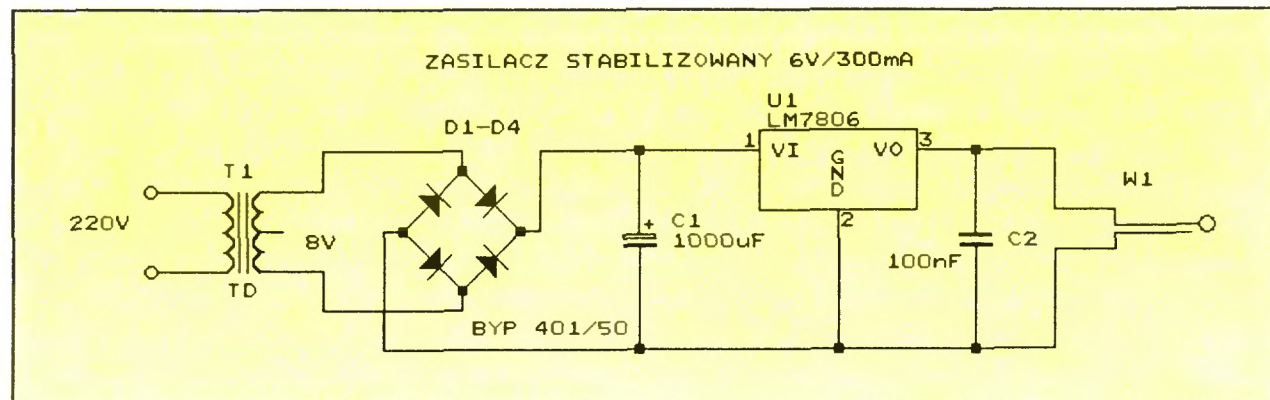 ZASILACZ STABILIZOWANY 6V/300mA
U1
LM7806
D1-D4
1
VI
GND
VO
3
2
T1
220V
8V
TD
+
C1
1000uF
C2
100nF
W1
BYP 401/50